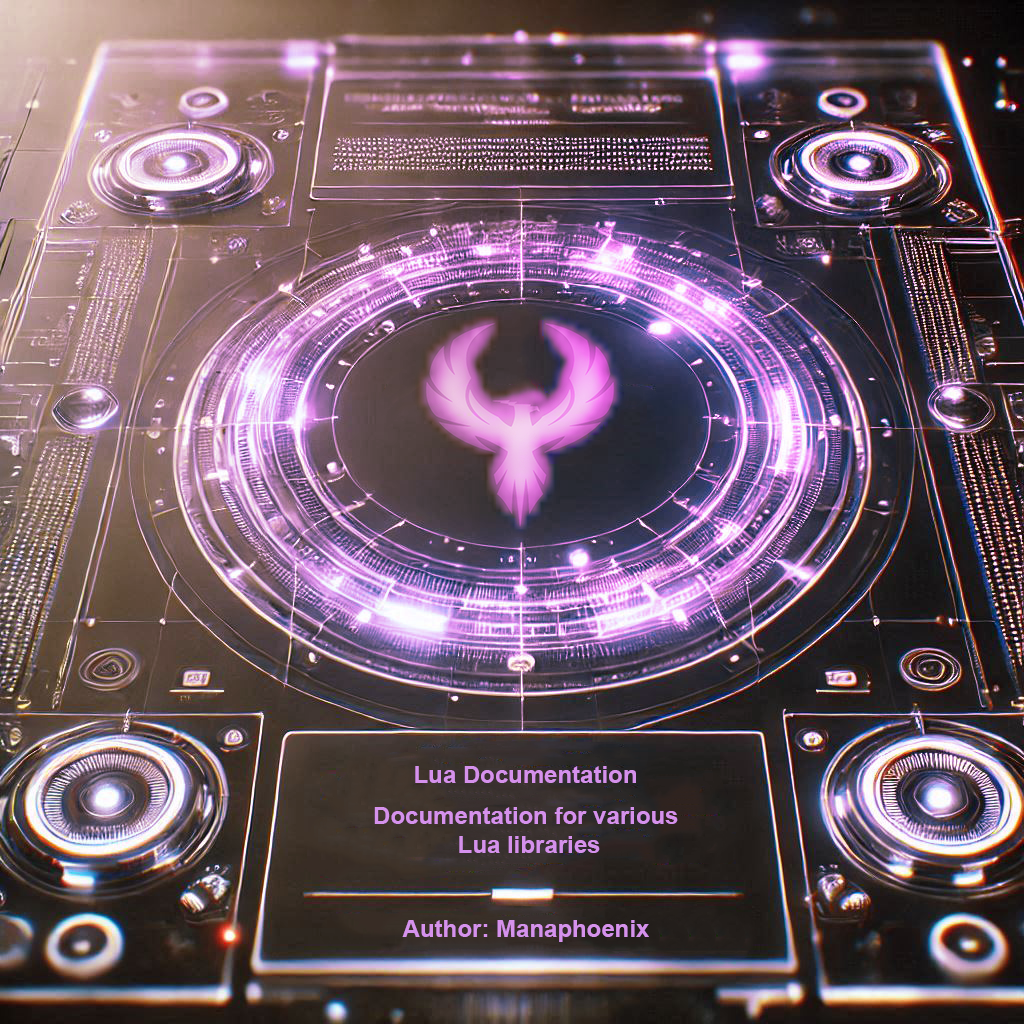 Lua Documentation
Documentation for various
Lua libraries
Author: Manaphoenix